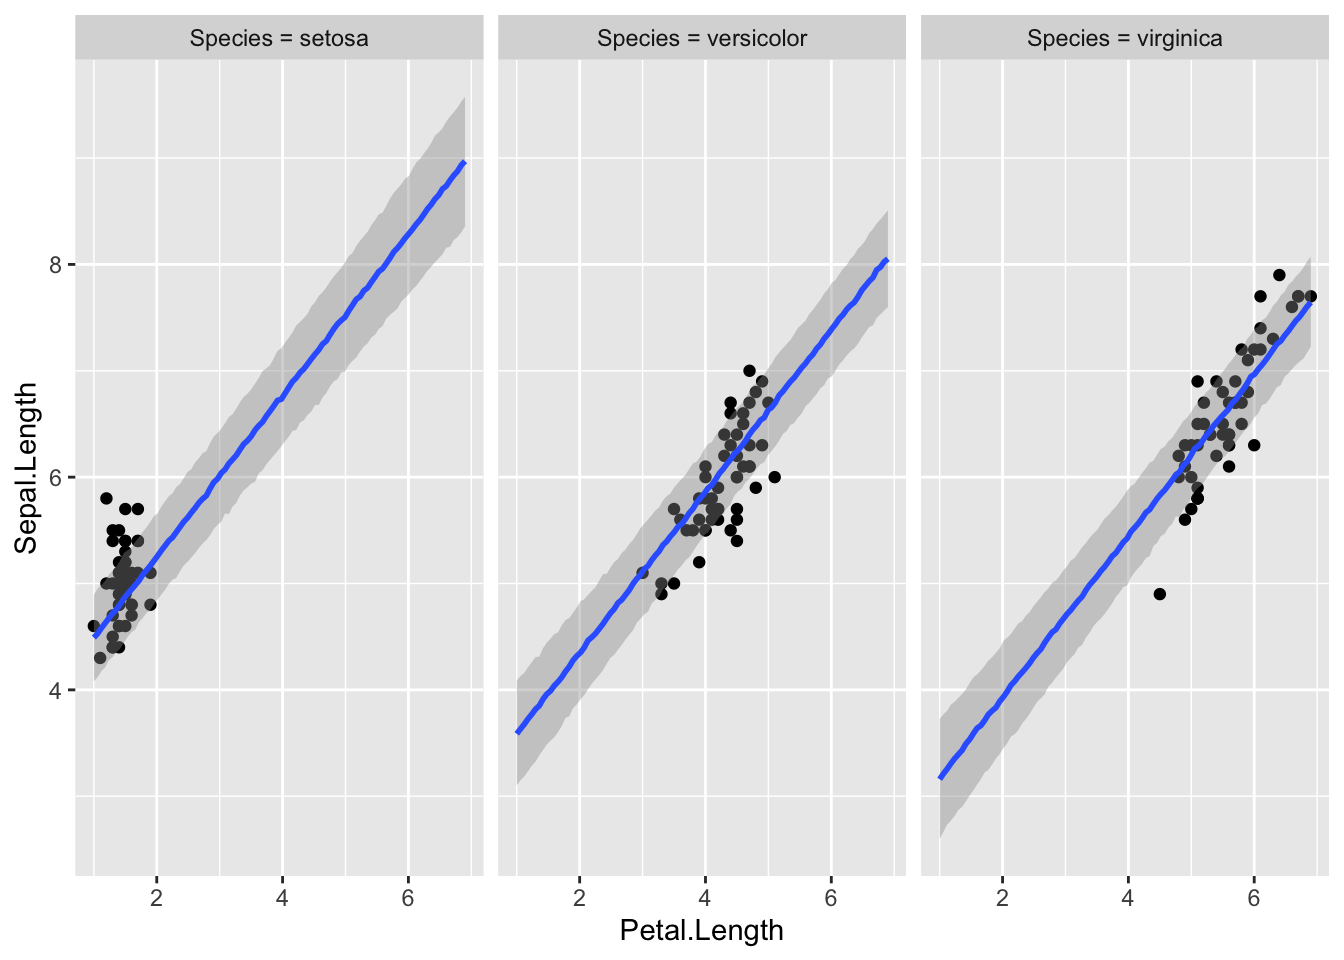 Species = setosa
Species = versicolor
Species = virginica
8
6
4
2 4 6
2 4 6
2 4 6
Sepal.Length
Petal.Length